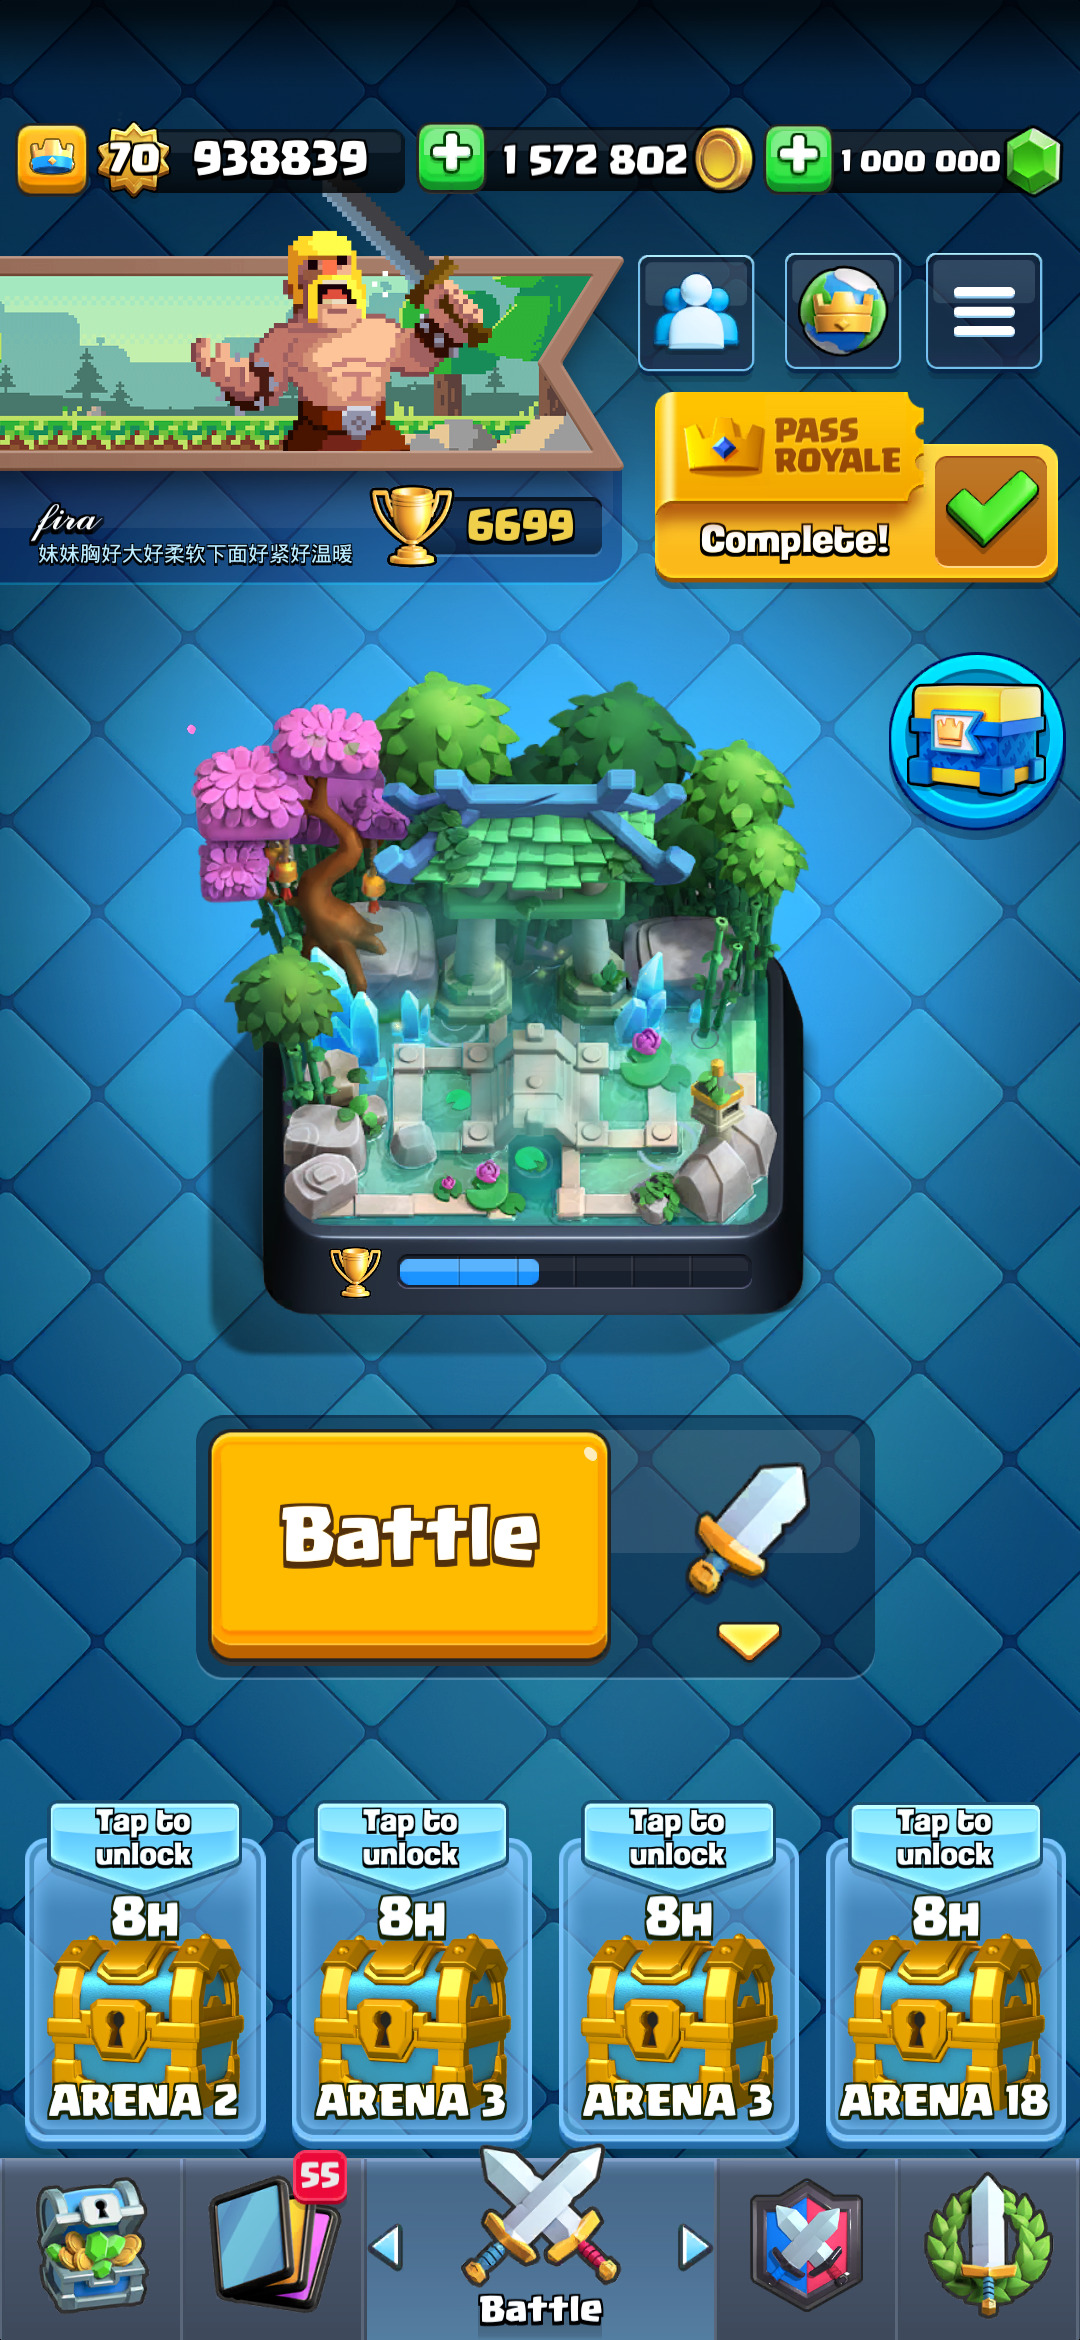 70 938839 1 572 802 1 000 000
PASS
ROYALE
Complete!
fira
6699
妹妹胸好大好柔软下面好紧好温暖
Battle
Tap to
unlock
8H
ARENA 2
Tap to
unlock
8H
ARENA 3
Tap to
unlock
8H
ARENA 3
Tap to
unlock
8H
ARENA 18
55
Battle